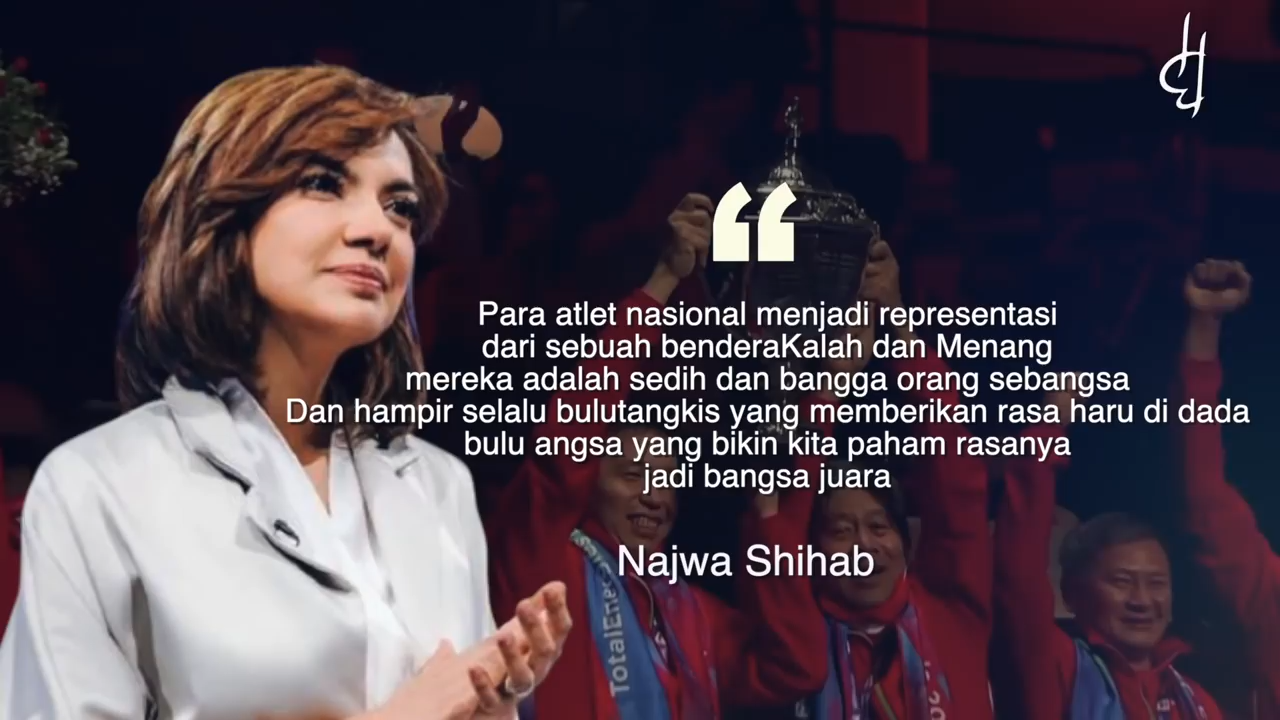 Para atlet nasional menjadi representasi
dari sebuah benderaKalah dan Menang
mereka adalah sedih dan bangga orang sebangsa
Dan hampir selalu bulutangkis yang memberikan rasa haru di dada
bulu angsa yang bikin kita paham rasanya
jadi bangsa juara
Najwa Shihab
TotalEne